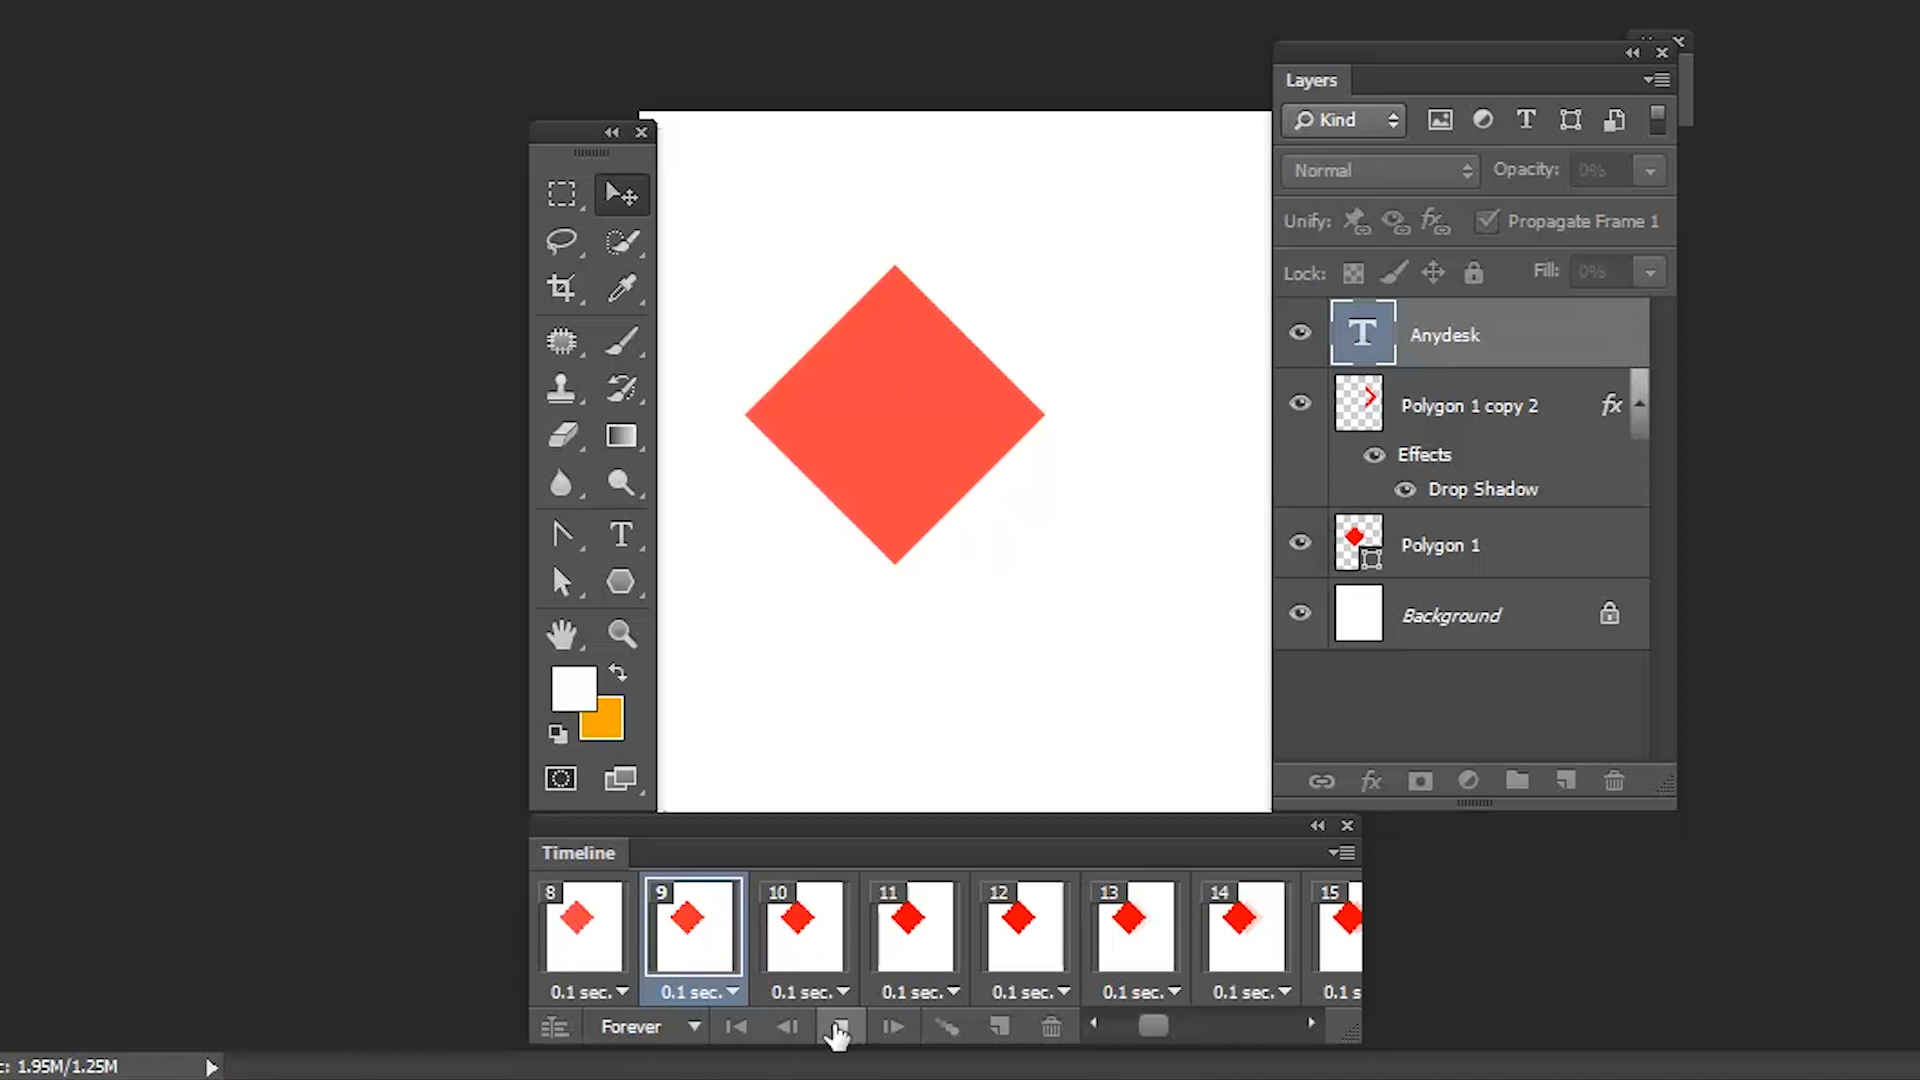 Layers
Kind
Normal
Opacity: 0%
Unify:
Propagate Frame 1
Lock:
Fill: 0%
T Anydesk
Polygon 1 copy 2 fx
Effects
Drop Shadow
Polygon 1
Background
Timeline
8 9 10 11 12 13 14 15
0.1 sec. 0.1 sec. 0.1 sec. 0.1 sec. 0.1 sec. 0.1 sec. 0.1 sec. 0.1 s
Forever
c: 1.95M/1.25M